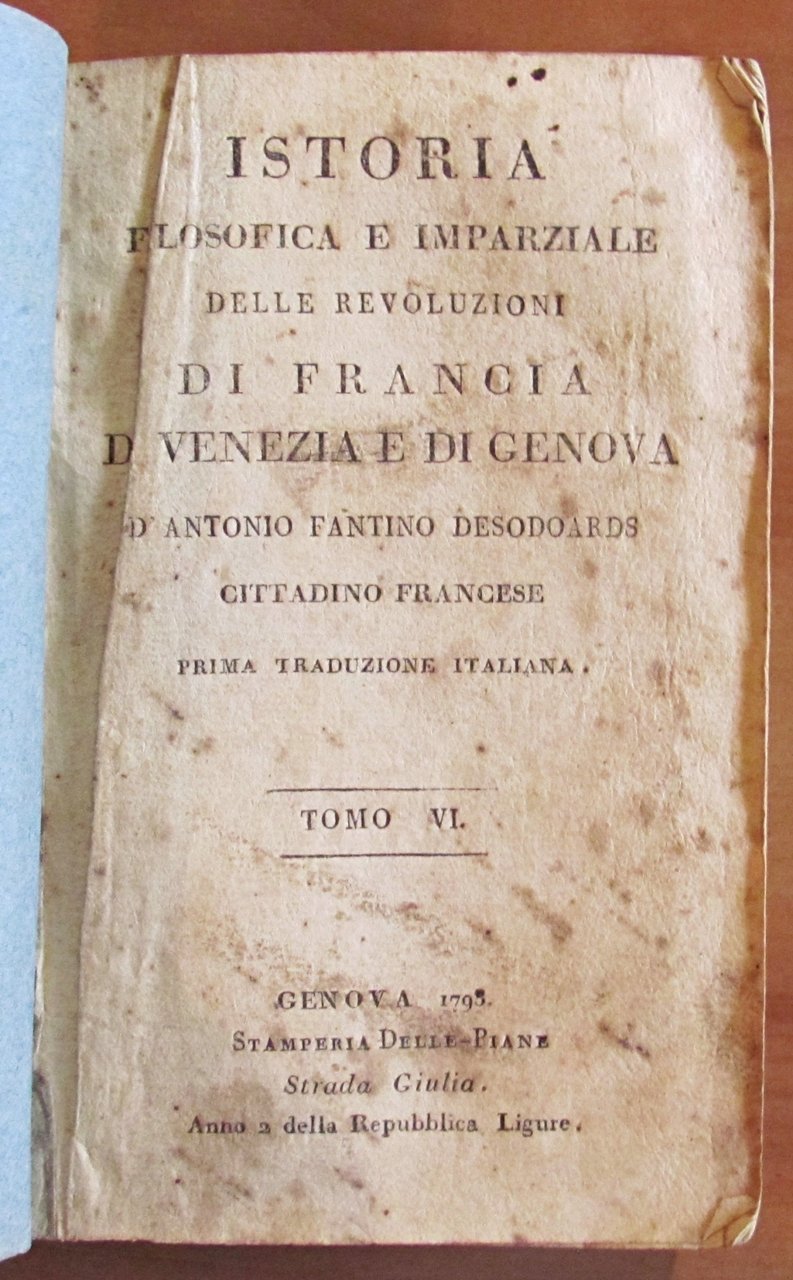 ISTORIA
FLOSOFICA E IMPARZIALE
DELLE REVOLUZIONI
DI FRANCIA
D VENEZIA E DI GENOVA
D' ANTONIO FANTINO DESODOARDS
CITTADINO FRANCESE
PRIMA TRADUZIONE ITALIANA.
TOMO VI.
GENOVA 1798.
STAMPERIA DELLE-PIANE
Strada Giulia.
Anno 2 della Repubblica Ligure.